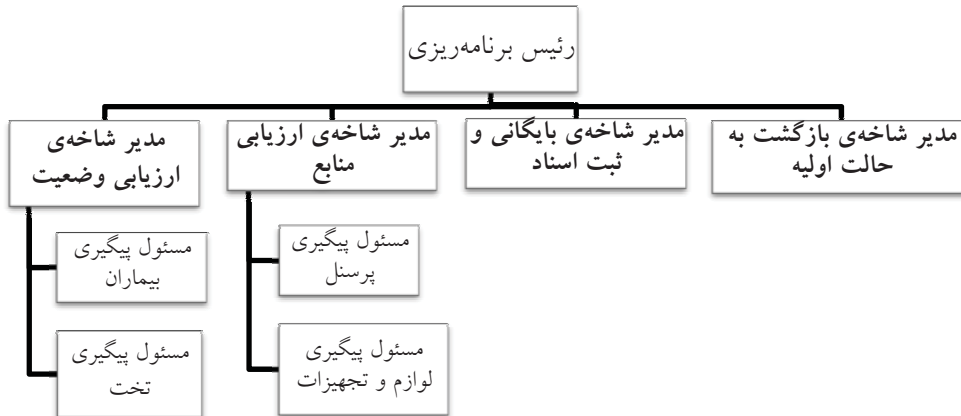 رئیس برنامه‌ریزی
مدیر شاخه‌ی بازگشت به
حالت اولیه
مدیر شاخه‌ی بایگانی و
ثبت اسناد
مدیر شاخه‌ی ارزیابی
منابع
مدیر شاخه‌ی
ارزیابی وضعیت
مسئول پیگیری
پرسنل
مسئول پیگیری
لوازم و تجهیزات
مسئول پیگیری
بیماران
مسئول پیگیری
تخت